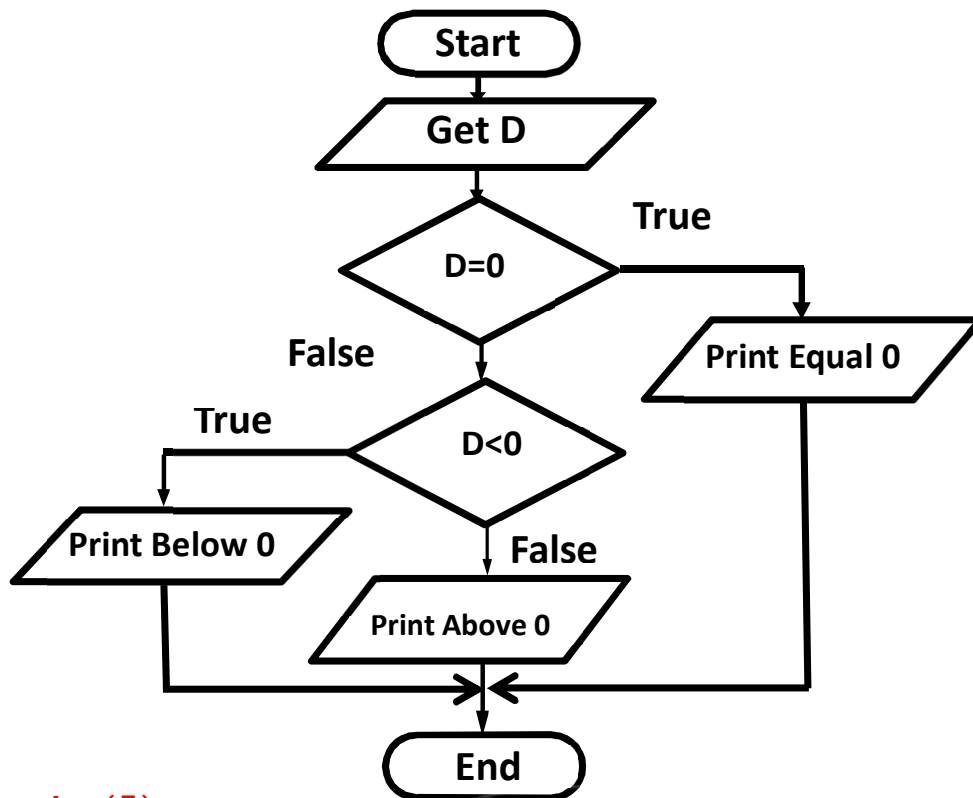 Start
Get D
True
D=0
False
Print Equal 0
True
D<0
Print Below 0
False
Print Above 0
End